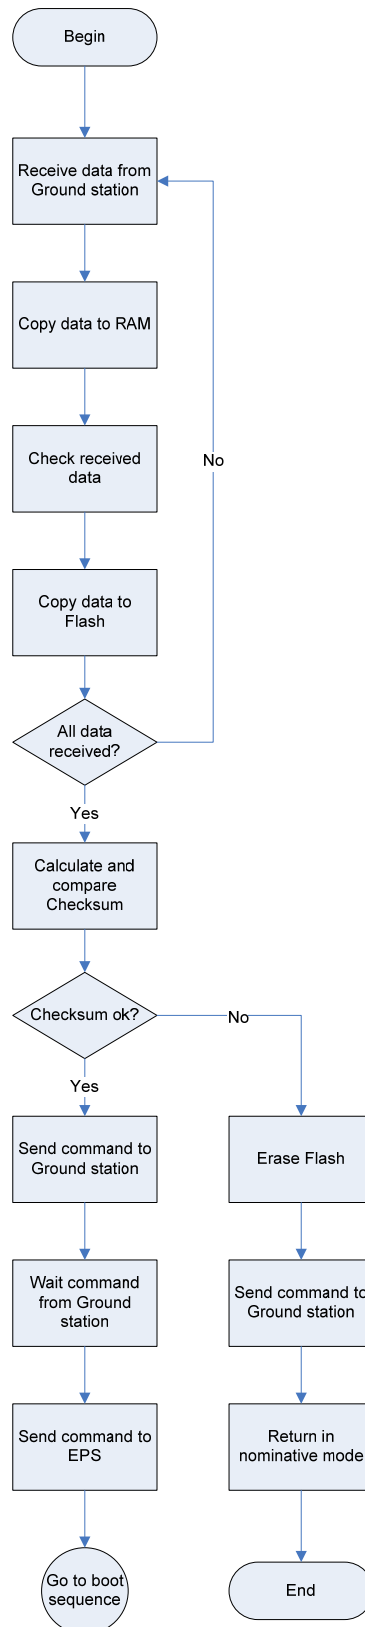 Begin
Receive data from
Ground station
Copy data to RAM
Check received
data
No
Copy data to
Flash
All data
received?
Yes
Calculate and
compare
Checksum
Checksum ok?
No
Yes
Send command to
Ground station
Erase Flash
Wait command
from Ground
station
Send command to
Ground station
Send command to
EPS
Return in
nominative mode
Go to boot
sequence
End